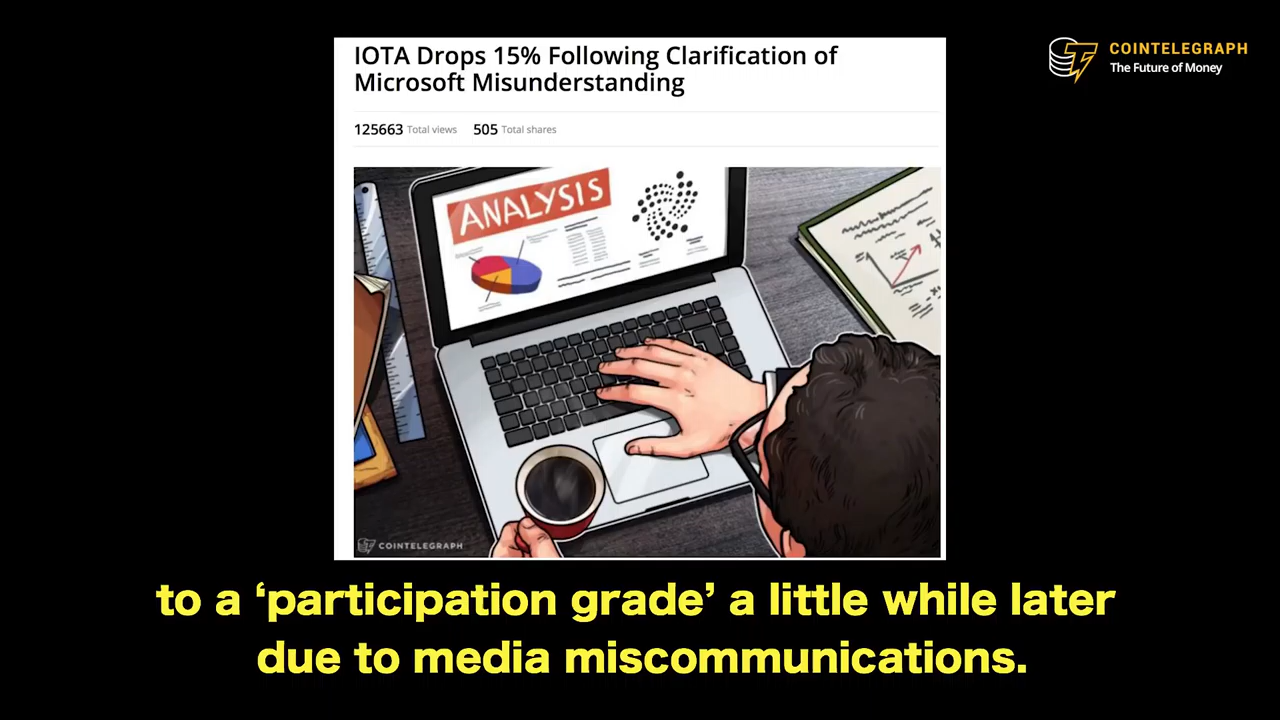 IOTA Drops 15% Following Clarification of
Microsoft Misunderstanding
125663 Total views 505 Total shares
COINTELEGRAPH
The Future of Money
ANALYSIS
COINTELEGRAPH
to a ‘participation grade’ a little while later
due to media miscommunications.